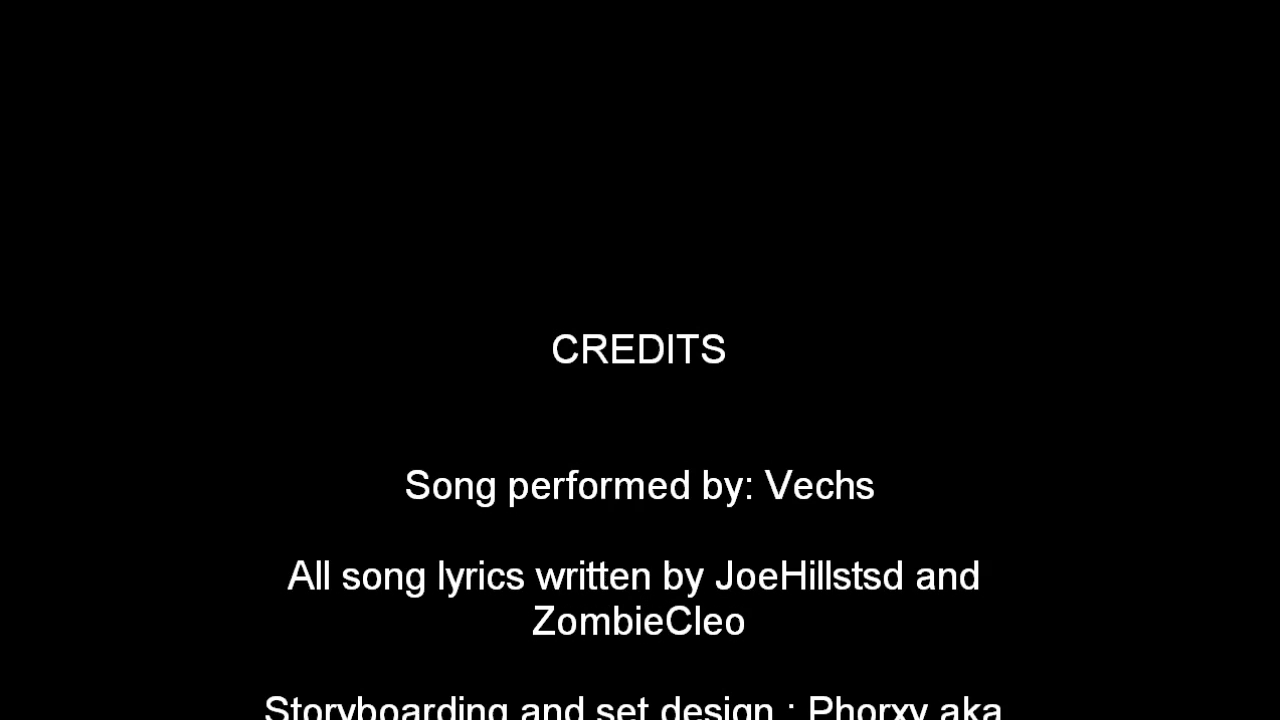 CREDITS
Song performed by: Vechs
All song lyrics written by JoeHillstsd and
ZombieCleo
Storyboarding and set design : Phorxy aka